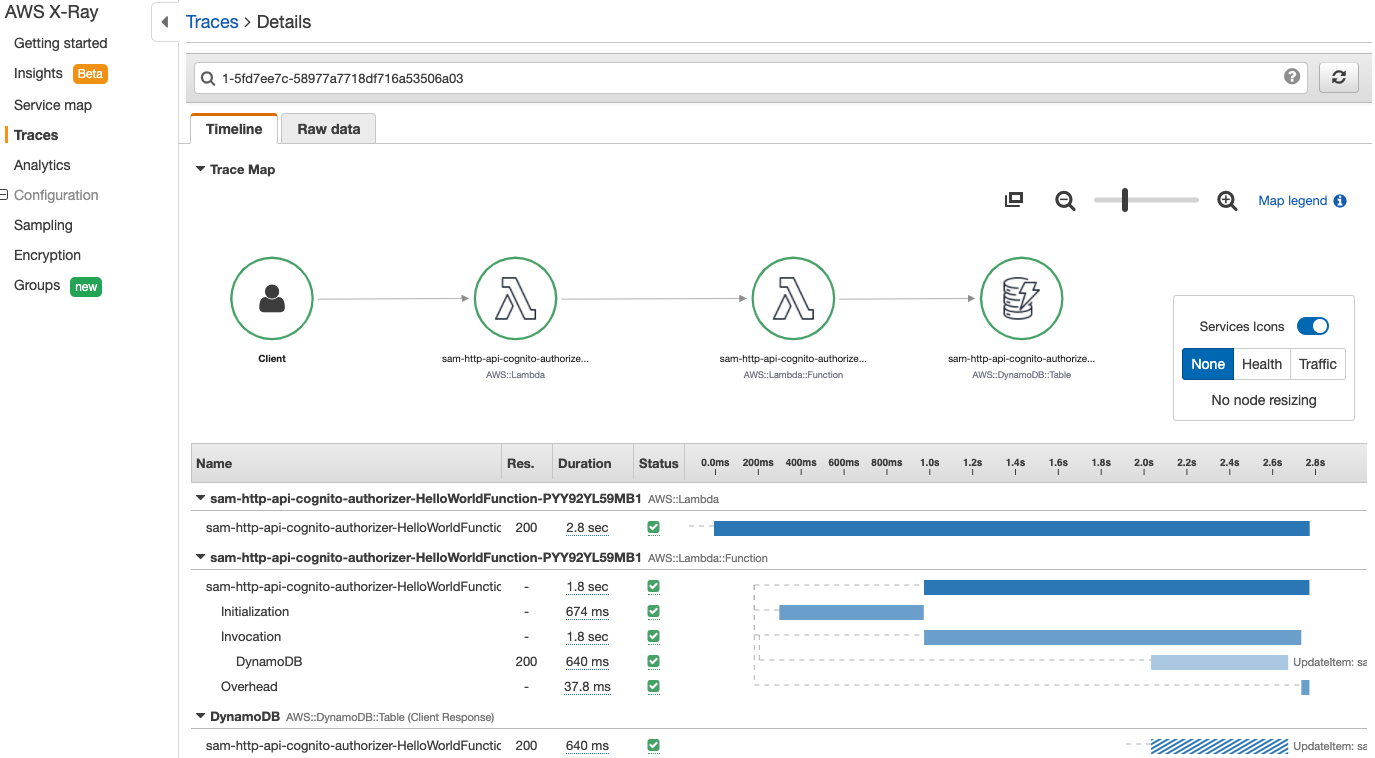 AWS X-Ray
Getting started
Insights Beta
Service map
Traces
Analytics
Configuration
Sampling
Encryption
Groups new
Traces > Details
1-5fd7ee7c-58977a7718df716a53506a03
Timeline Raw data
Trace Map
Map legend
Client
sam-http-api-cognito-authorize...
AWS::Lambda
sam-http-api-cognito-authorize...
AWS::Lambda::Function
sam-http-api-cognito-authorize...
AWS::DynamoDB::Table
Services Icons
None Health Traffic
No node resizing
Name Res. Duration Status 0.0ms 200ms 400ms 600ms 800ms 1.0s 1.2s 1.4s 1.6s 1.8s 2.0s 2.2s 2.4s 2.6s 2.8s
sam-http-api-cognito-authorizer-HelloWorldFunction-PYY92YL59MB1 AWS::Lambda
sam-http-api-cognito-authorizer-HelloWorldFunctic 200 2.8 sec
sam-http-api-cognito-authorizer-HelloWorldFunction-PYY92YL59MB1 AWS::Lambda::Function
sam-http-api-cognito-authorizer-HelloWorldFunctic - 1.8 sec
Initialization - 674 ms
Invocation - 1.8 sec
DynamoDB 200 640 ms UpdateItem: sa
Overhead - 37.8 ms
DynamoDB AWS::DynamoDB::Table (Client Response)
sam-http-api-cognito-authorizer-HelloWorldFunctic 200 640 ms UpdateItem: sa